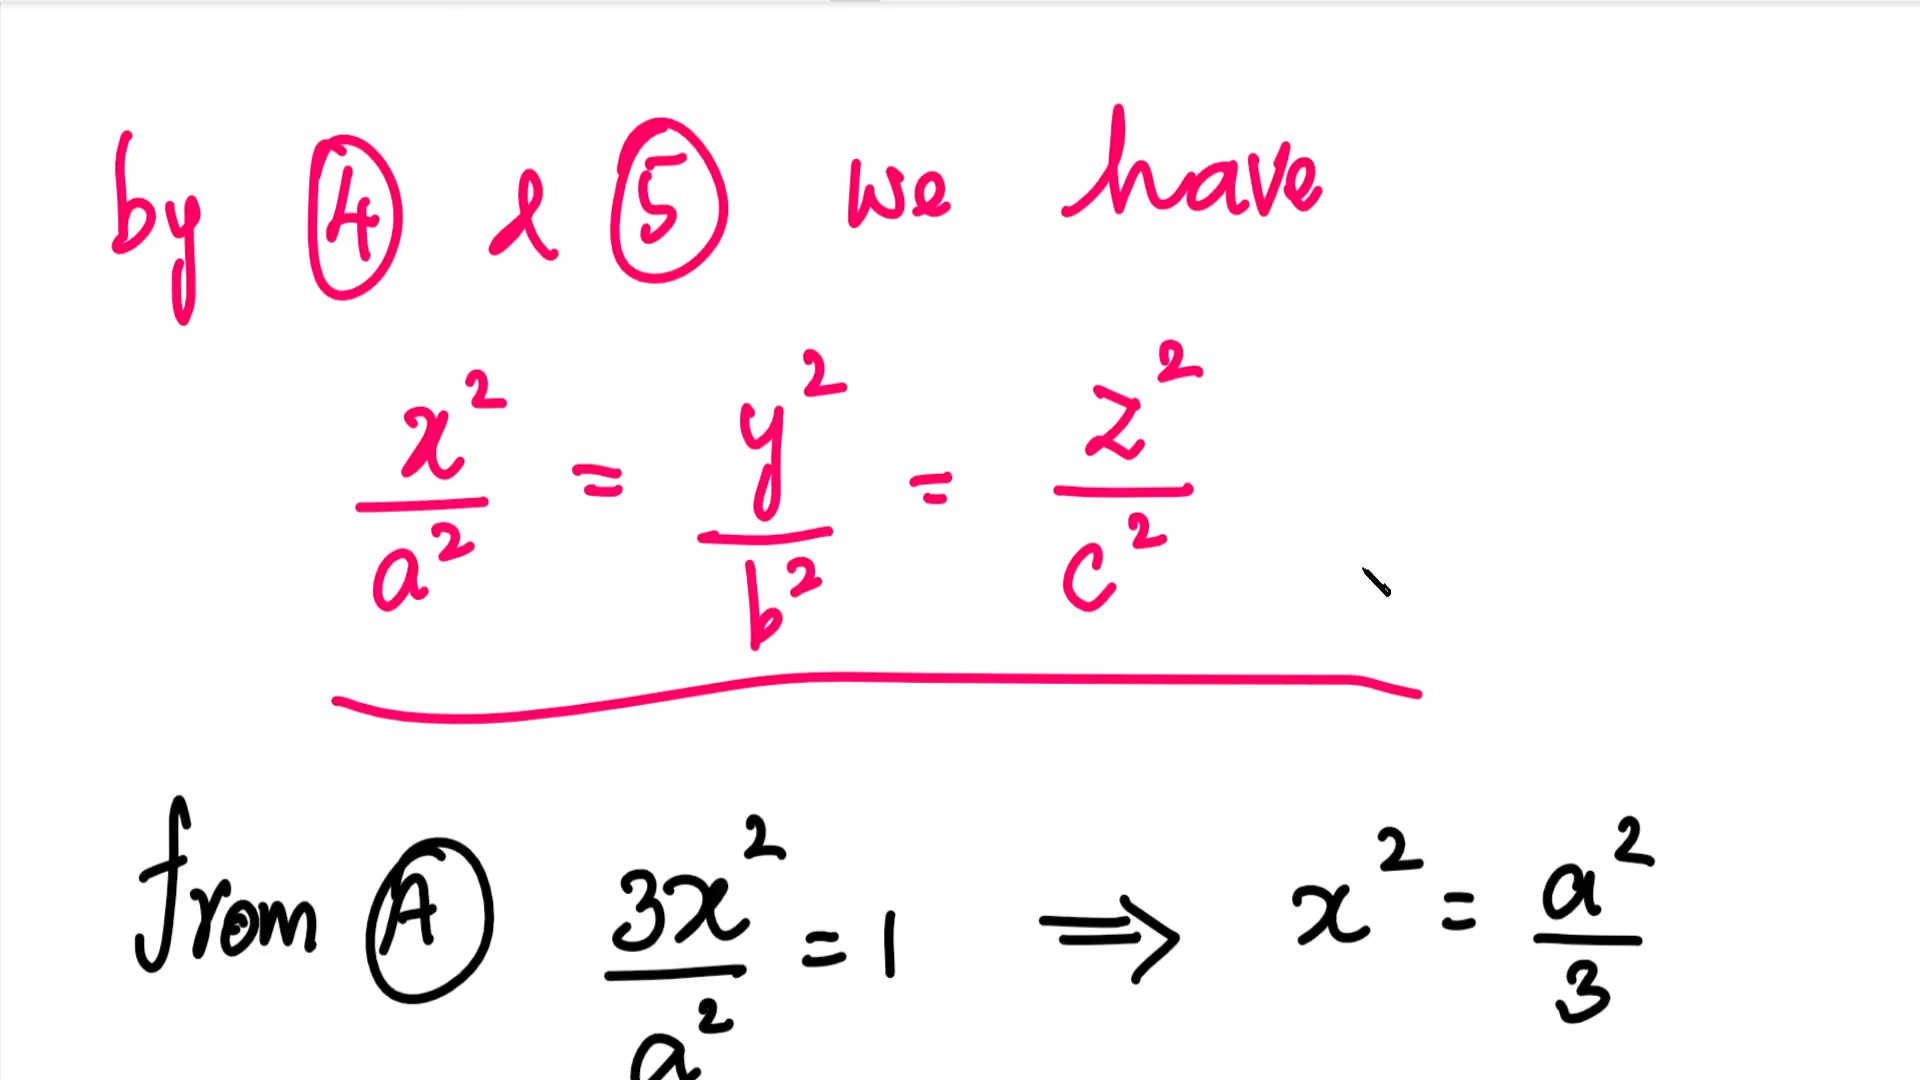 by ④ & ⑤ we have
x²/a² = y²/b² = z²/c²
from Ⓐ 3x²/a² = 1 ⟹ x² = a²/3